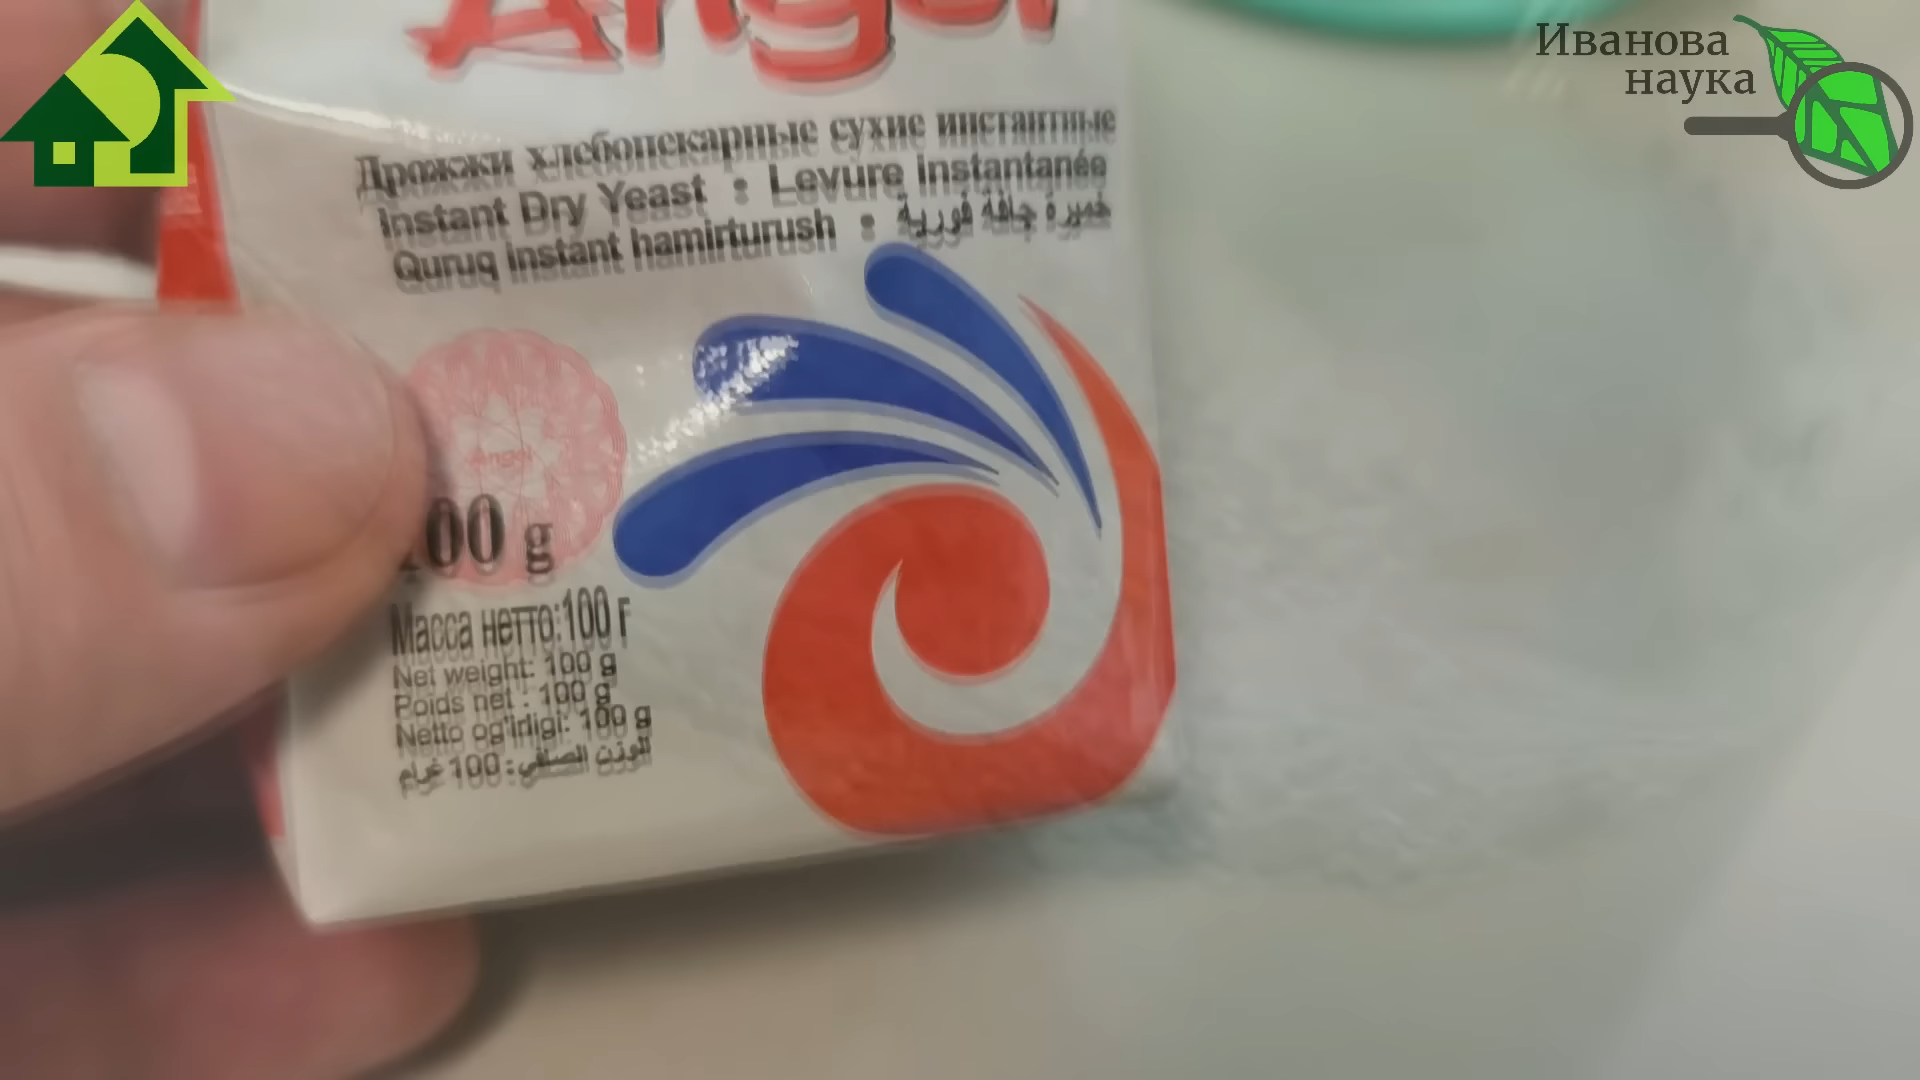 Angel
Иванова
наука
Дрожжи хлебопекарные сухие инстантные
Instant Dry Yeast : Levure Instantanée
Quruq instant hamirturush : خميرة جافة فورية
Angel
100 g
Масса нетто:100 г
Net weight: 100 g
Poids net : 100 g
Netto og'irligi: 100 g
الوزن الصافي: 100 غرام